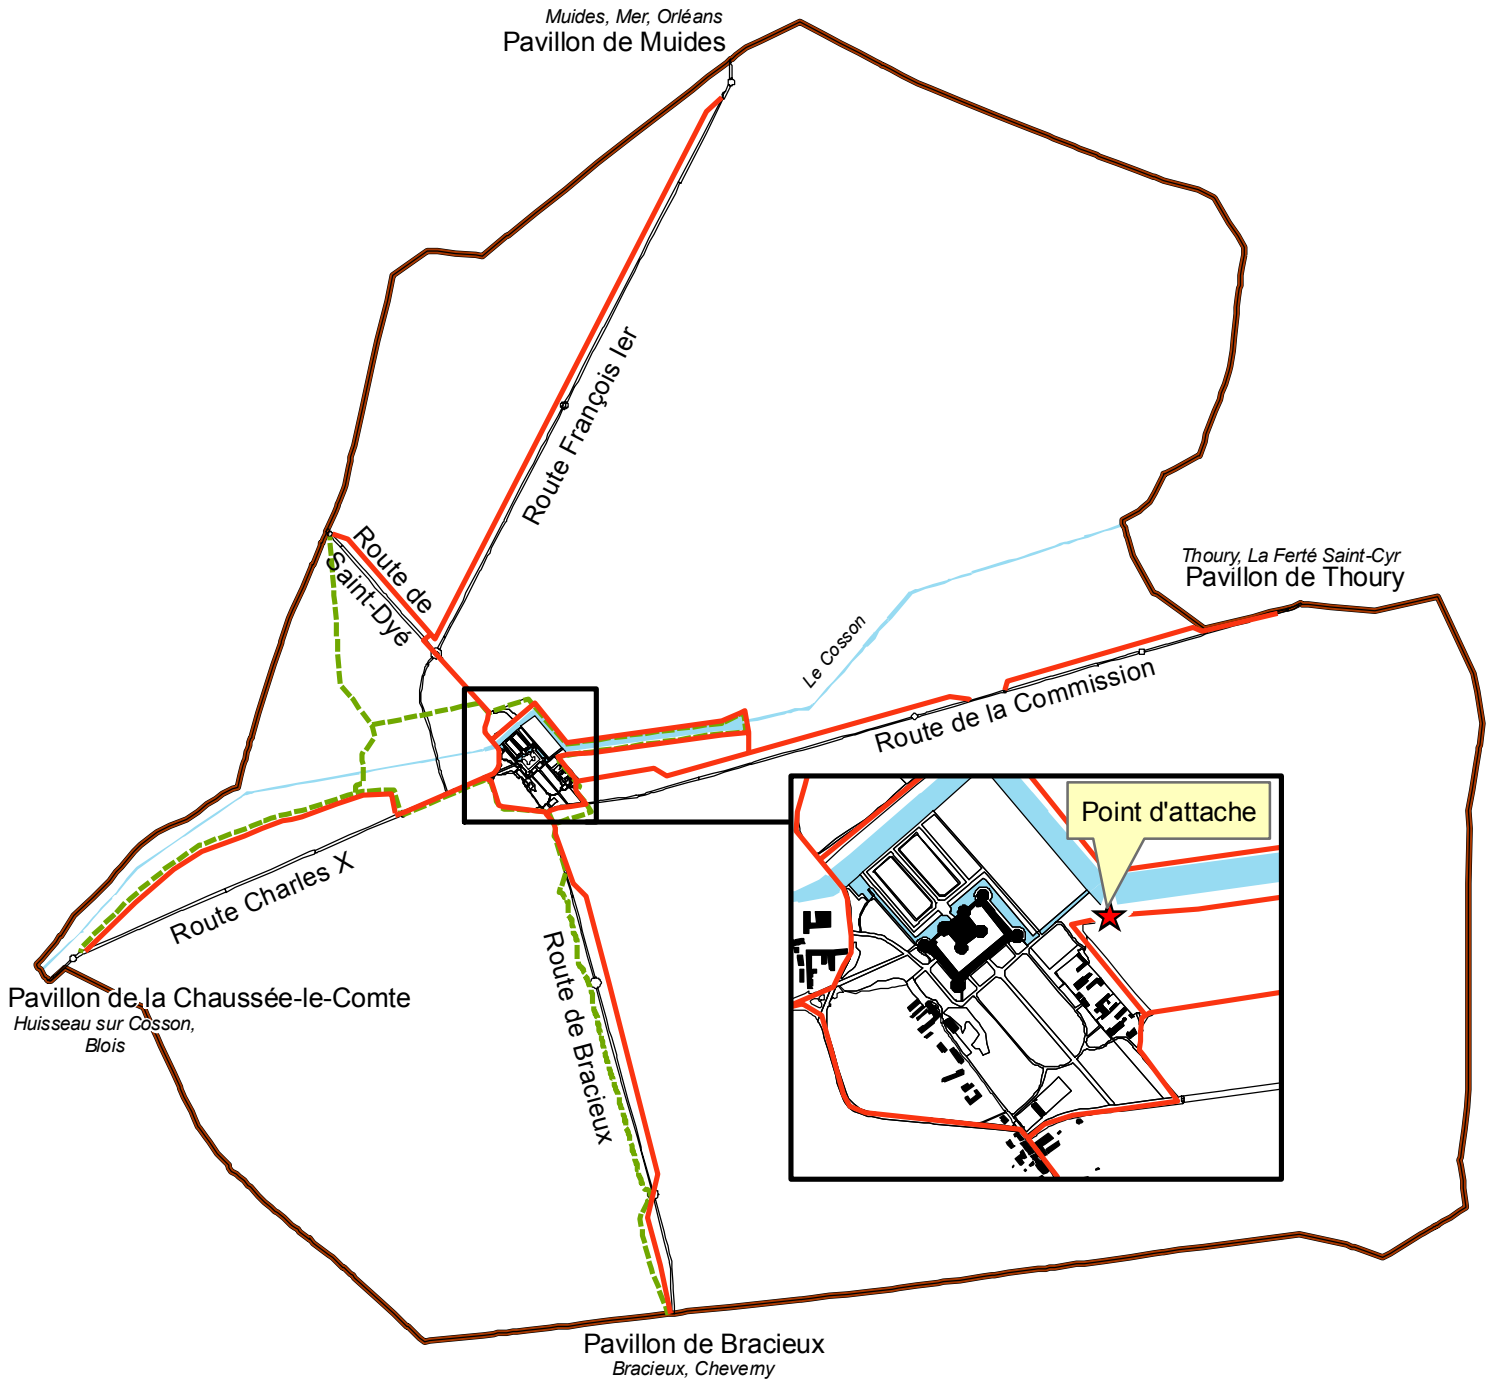 Muides, Mer, Orléans
Pavillon de Muides
Route François Ier
Route de
Saint-Dyé
Thoury, La Ferté Saint-Cyr
Pavillon de Thoury
Le Cosson
Route de la Commission
Point d'attache
Route Charles X
Route de Bracieux
Pavillon de la Chaussée-le-Comte
Huisseau sur Cosson,
Blois
Pavillon de Bracieux
Bracieux, Cheverny